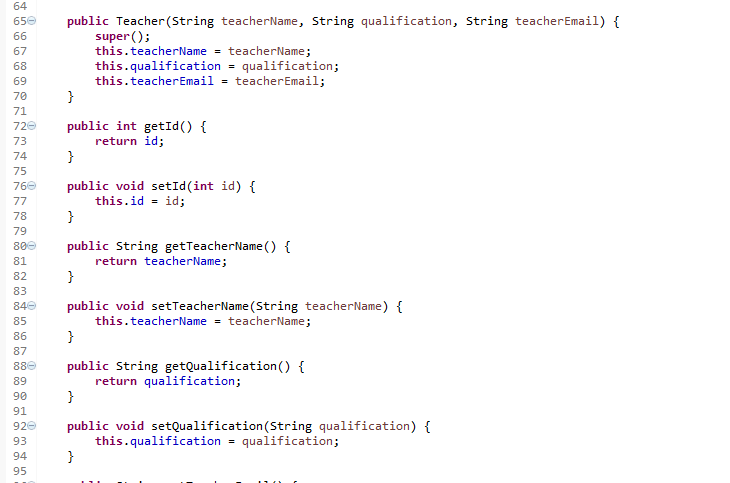 64
65 public Teacher(String teacherName, String qualification, String teacherEmail) {
66 super();
67 this.teacherName = teacherName;
68 this.qualification = qualification;
69 this.teacherEmail = teacherEmail;
70 }
71
72 public int getId() {
73 return id;
74 }
75
76 public void setId(int id) {
77 this.id = id;
78 }
79
80 public String getTeacherName() {
81 return teacherName;
82 }
83
84 public void setTeacherName(String teacherName) {
85 this.teacherName = teacherName;
86 }
87
88 public String getQualification() {
89 return qualification;
90 }
91
92 public void setQualification(String qualification) {
93 this.qualification = qualification;
94 }
95